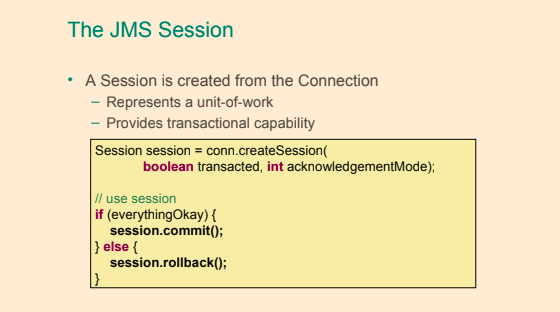 The JMS Session
• A Session is created from the Connection
– Represents a unit-of-work
– Provides transactional capability
Session session = conn.createSession(
boolean transacted, int acknowledgementMode);
// use session
if (everythingOkay) {
session.commit();
} else {
session.rollback();
}